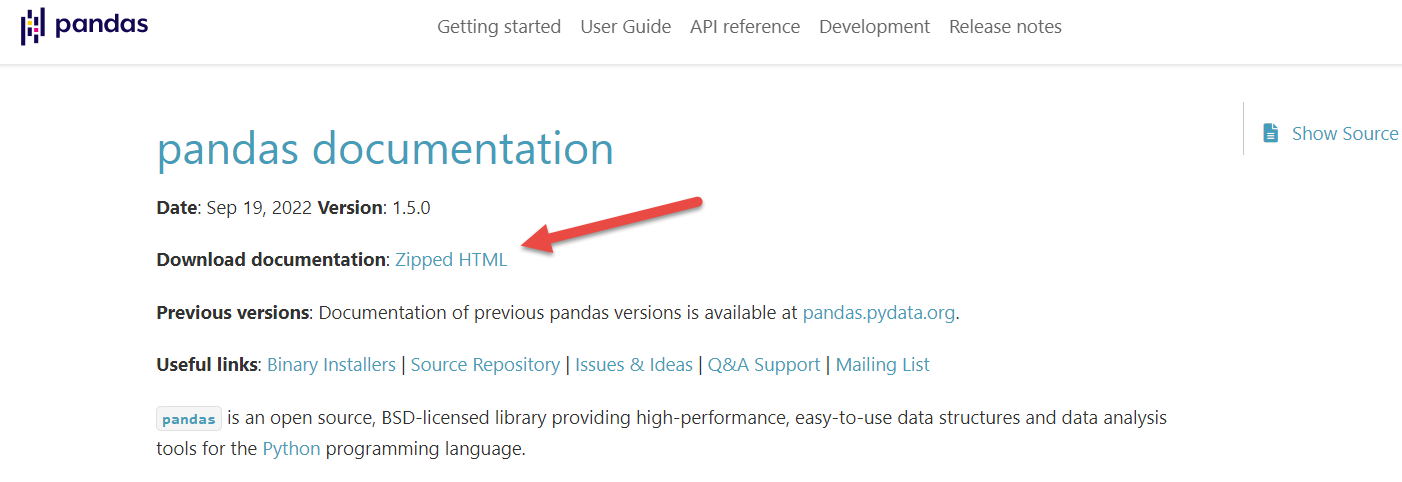 pandas
Getting started User Guide API reference Development Release notes
Show Source
pandas documentation
Date: Sep 19, 2022 Version: 1.5.0
Download documentation: Zipped HTML
Previous versions: Documentation of previous pandas versions is available at pandas.pydata.org.
Useful links: Binary Installers | Source Repository | Issues & Ideas | Q&A Support | Mailing List
pandas is an open source, BSD-licensed library providing high-performance, easy-to-use data structures and data analysis
tools for the Python programming language.